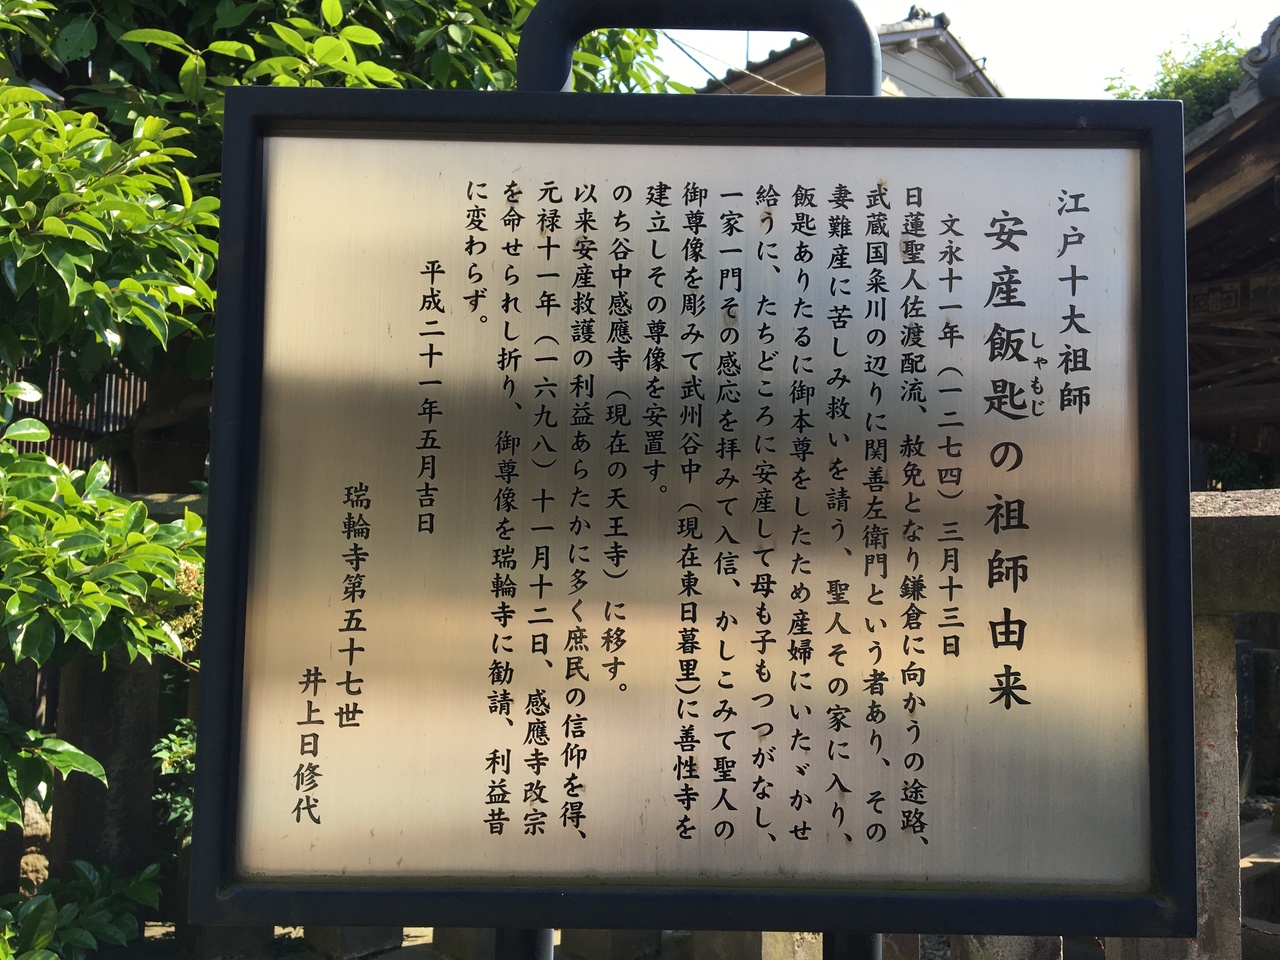 江戸十大祖師
安産飯匙の祖師由来
しゃもじ
文永十一年（一二七四）三月十三日
日蓮聖人佐渡配流、赦免となり鎌倉に向かうの途路、
武蔵国粂川の辺りに関善左衛門という者あり、その
妻難産に苦しみ救いを請う、聖人その家に入り、
飯匙ありたるに御本尊をしたため産婦にいたゞかせ
給うに、たちどころに安産して母も子もつつがなし、
一家一門その感応を拝みて入信、かしこみて聖人の
御尊像を彫みて武州谷中（現在東日暮里）に善性寺を
建立しその尊像を安置す。
のち谷中感應寺（現在の天王寺）に移す。
以来安産救護の利益あらたかに多く庶民の信仰を得、
元禄十一年（一六九八）十一月十二日、感應寺改宗
を命せられし折り、御尊像を瑞輪寺に勧請、利益昔
に変わらず。
平成二十一年五月吉日
瑞輪寺第五十七世
井上日修代